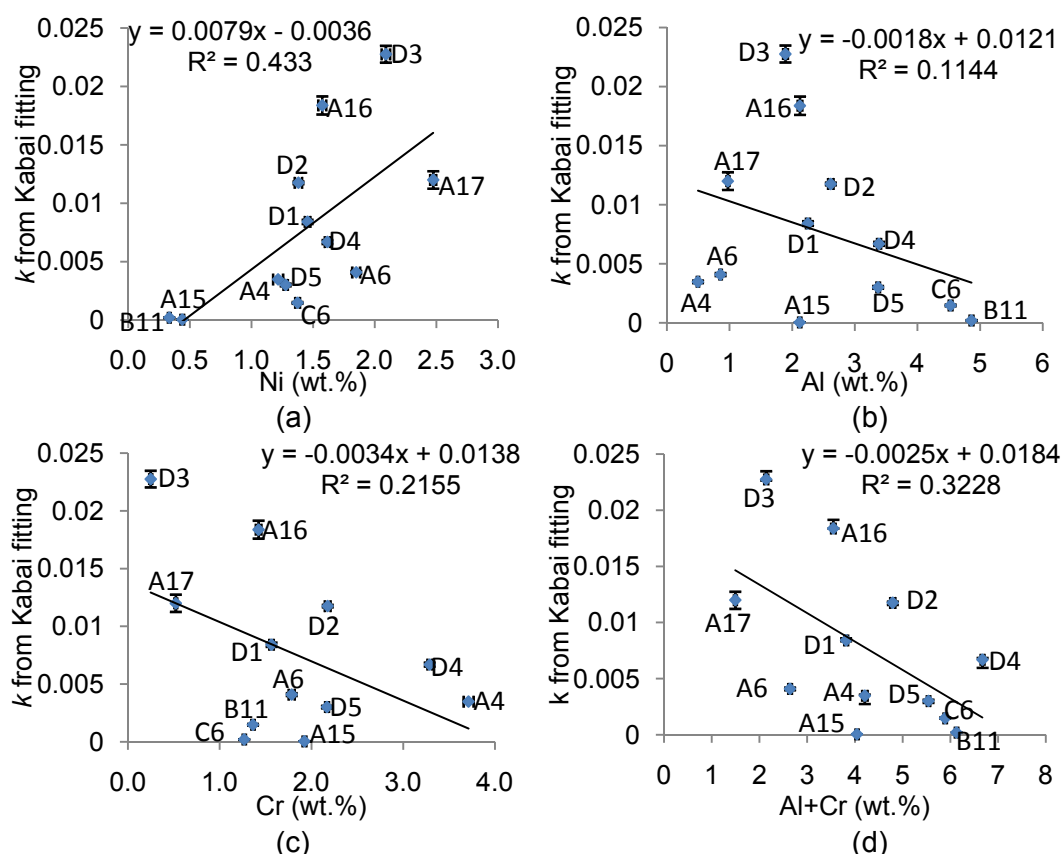 y = 0.0079x - 0.0036
R² = 0.433
k from Kabai fitting
0.025
0.02
0.015
0.01
0.005
0
D3
A16
D2
A17
D1
D4
A6
A4
D5
C6
A15
B11
0.0
0.5
1.0
1.5
2.0
2.5
3.0
Ni (wt.%)
(a)
y = -0.0018x + 0.0121
R² = 0.1144
k from Kabai fitting
0.025
0.02
0.015
0.01
0.005
0
D3
A16
A17
D2
D1
D4
A6
A4
A15
D5
C6
B11
0
1
2
3
4
5
6
Al (wt.%)
(b)
y = -0.0034x + 0.0138
R² = 0.2155
k from Kabai fitting
0.025
0.02
0.015
0.01
0.005
0
D3
A16
A17
D2
D1
D4
A6
A4
B11
D5
C6
A15
0.0
1.0
2.0
3.0
4.0
Cr (wt.%)
(c)
y = -0.0025x + 0.0184
R² = 0.3228
k from Kabai fitting
0.025
0.02
0.015
0.01
0.005
0
D3
A16
A17
D2
D1
D4
A6
A4
D5
C6
A15
B11
0
1
2
3
4
5
6
7
8
Al+Cr (wt.%)
(d)